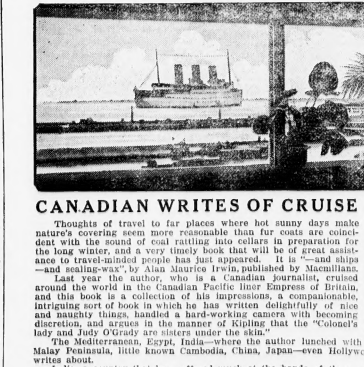 CANADIAN WRITES OF CRUISE
Thoughts of travel to far places where hot sunny days make
nature's covering seem more reasonable than fur coats are coinci-
dent with the sound of coal rattling into cellars in preparation for
the long winter, and a very timely book that will be of great assist-
ance to travel-minded people has just appeared. It is "—and ships
—and sealing-wax", by Alan Maurice Irwin, published by Macmillans.
Last year the author, who is a Canadian journalist, cruised
around the world in the Canadian Pacific liner Empress of Britain,
and this book is a collection of his impressions, a companionable,
intriguing sort of book in which he has written delightfully of nice
and naughty things, handled a hard-working camera with becoming
discretion, and argues in the manner of Kipling that the "Colonel's
lady and Judy O'Grady are sisters under the skin."
The Mediterranean, Egypt, India—where the author lunched with
Malay Peninsula, little known Cambodia, China, Japan—even Hollywo
writes about.